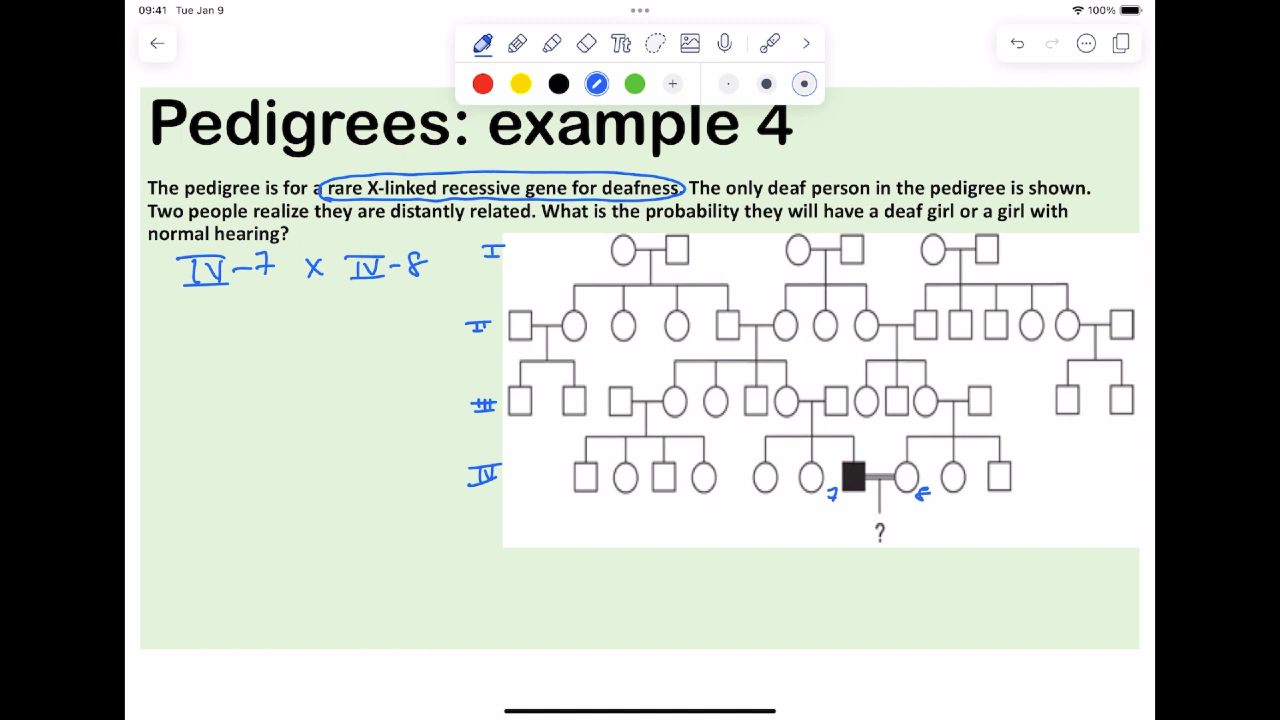 09:41 Tue Jan 9
100%
Tt
Pedigrees: example 4
The pedigree is for a rare X-linked recessive gene for deafness. The only deaf person in the pedigree is shown.
Two people realize they are distantly related. What is the probability they will have a deaf girl or a girl with
normal hearing?
IV-7 x IV-8
I
II
III
IV
7 8
?